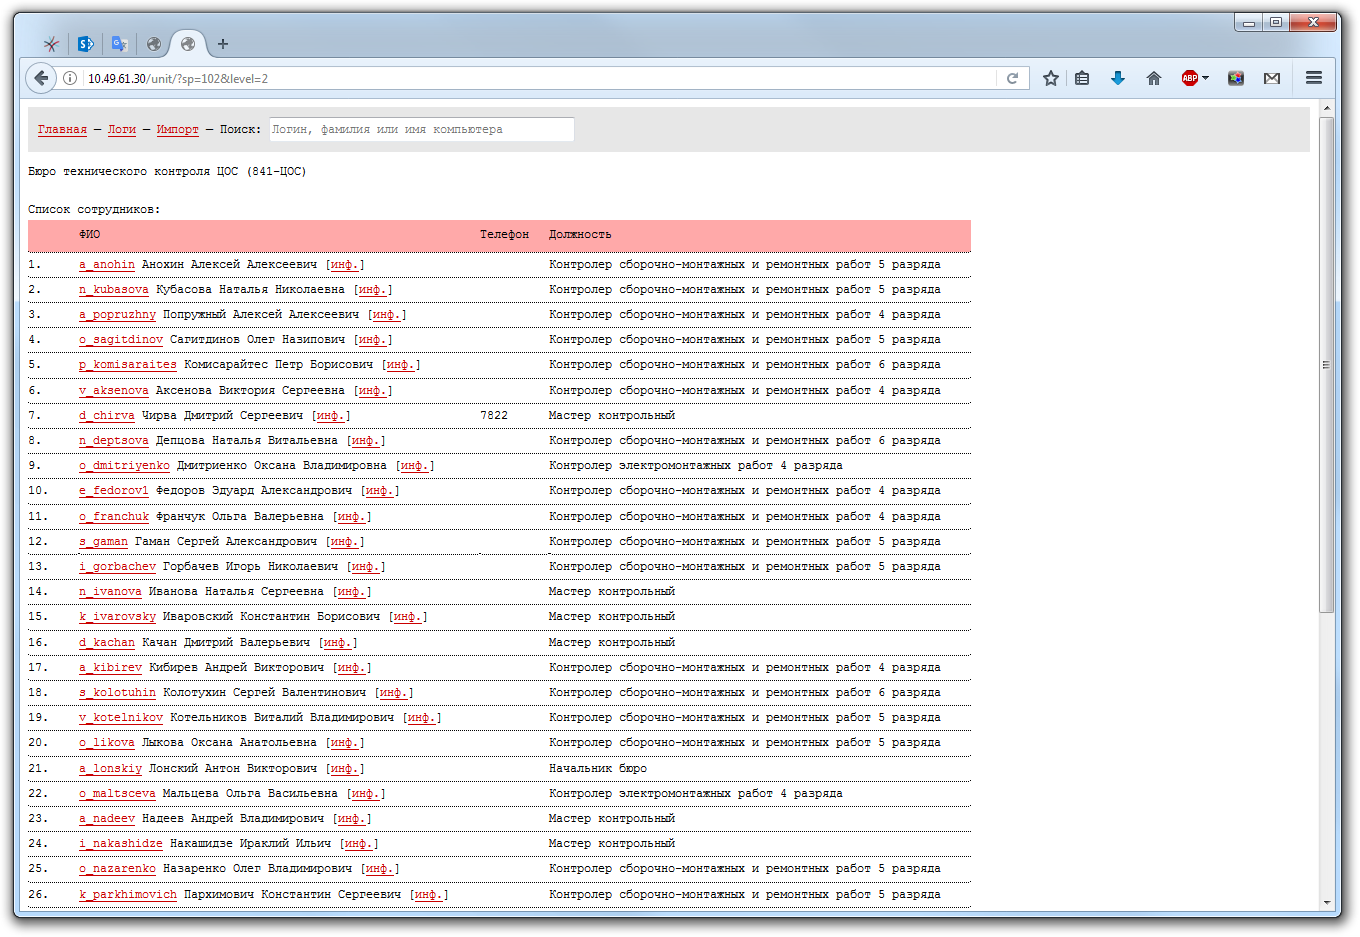 10.49.61.30/unit/?sp=102&level=2
ABP
Главная — Логи — Импорт — Поиск: Логин, фамилия или имя компьютера
Бюро технического контроля ЦОС (841-ЦОС)
Список сотрудников:
ФИО Телефон Должность
1. a_anohin Анохин Алексей Алексеевич [инф.] Контролер сборочно-монтажных и ремонтных работ 5 разряда
2. n_kubasova Кубасова Наталья Николаевна [инф.] Контролер сборочно-монтажных и ремонтных работ 5 разряда
3. a_popruzhny Попружный Алексей Алексеевич [инф.] Контролер сборочно-монтажных и ремонтных работ 4 разряда
4. o_sagitdinov Сагитдинов Олег Назипович [инф.] Контролер сборочно-монтажных и ремонтных работ 5 разряда
5. p_komisaraites Комисарайтес Петр Борисович [инф.] Контролер сборочно-монтажных и ремонтных работ 6 разряда
6. v_aksenova Аксенова Виктория Сергеевна [инф.] Контролер сборочно-монтажных и ремонтных работ 4 разряда
7. d_chirva Чирва Дмитрий Сергеевич [инф.] 7822 Мастер контрольный
8. n_deptsova Депцова Наталья Витальевна [инф.] Контролер сборочно-монтажных и ремонтных работ 6 разряда
9. o_dmitriyenko Дмитриенко Оксана Владимировна [инф.] Контролер электромонтажных работ 4 разряда
10. e_fedorov1 Федоров Эдуард Александрович [инф.] Контролер сборочно-монтажных и ремонтных работ 4 разряда
11. o_franchuk Франчук Ольга Валерьевна [инф.] Контролер сборочно-монтажных и ремонтных работ 4 разряда
12. s_gaman Гаман Сергей Александрович [инф.] Контролер сборочно-монтажных и ремонтных работ 5 разряда
13. i_gorbachev Горбачев Игорь Николаевич [инф.] Контролер сборочно-монтажных и ремонтных работ 5 разряда
14. n_ivanova Иванова Наталья Сергеевна [инф.] Мастер контрольный
15. k_ivarovsky Иваровский Константин Борисович [инф.] Мастер контрольный
16. d_kachan Качан Дмитрий Валерьевич [инф.] Мастер контрольный
17. a_kibirev Кибирев Андрей Викторович [инф.] Контролер сборочно-монтажных и ремонтных работ 4 разряда
18. s_kolotuhin Колотухин Сергей Валентинович [инф.] Контролер сборочно-монтажных и ремонтных работ 6 разряда
19. v_kotelnikov Котельников Виталий Владимирович [инф.] Контролер сборочно-монтажных и ремонтных работ 5 разряда
20. o_likova Лыкова Оксана Анатольевна [инф.] Контролер сборочно-монтажных и ремонтных работ 5 разряда
21. a_lonskiy Лонский Антон Викторович [инф.] Начальник бюро
22. o_maltsceva Мальцева Ольга Васильевна [инф.] Контролер электромонтажных работ 4 разряда
23. a_nadeev Надеев Андрей Владимирович [инф.] Мастер контрольный
24. i_nakashidze Накашидзе Ираклий Ильич [инф.] Мастер контрольный
25. o_nazarenko Назаренко Олег Владимирович [инф.] Контролер сборочно-монтажных и ремонтных работ 5 разряда
26. k_parkhimovich Пархимович Константин Сергеевич [инф.] Контролер сборочно-монтажных и ремонтных работ 5 разряда